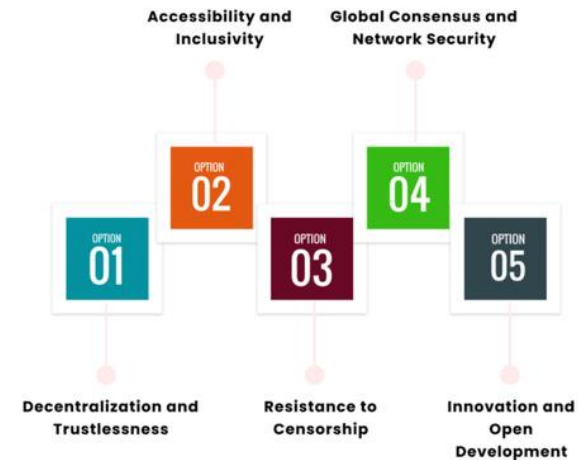 Accessibility and
Inclusivity
Global Consensus and
Network Security
OPTION
02
OPTION
04
OPTION
01
OPTION
03
OPTION
05
Decentralization and
Trustlessness
Resistance to
Censorship
Innovation and
Open
Development